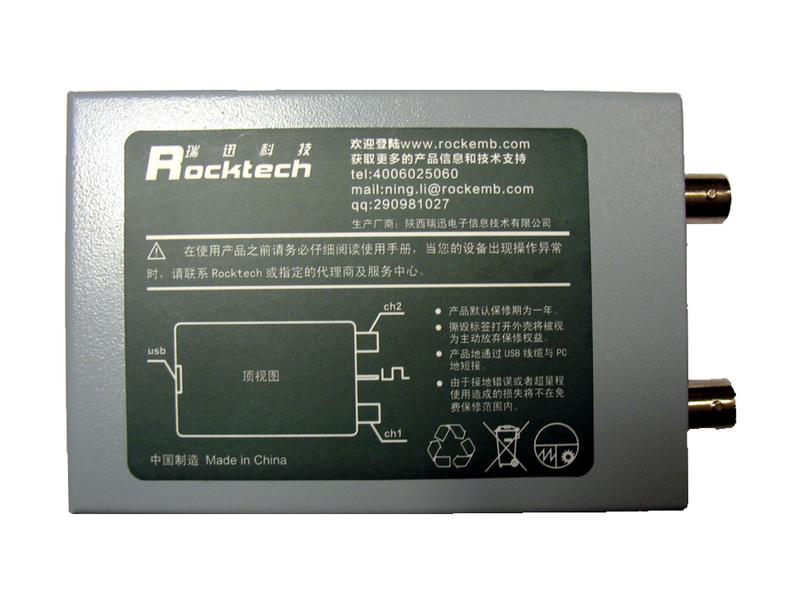 瑞迅科技
Rocktech
欢迎登陆www.rockemb.com
获取更多的产品信息和技术支持
tel:4006025060
mail:ning.li@rockemb.com
qq:290981027
生产厂商：陕西瑞迅电子信息技术有限公司
在使用产品之前请务必仔细阅读使用手册，当您的设备出现操作异常
时，请联系 Rocktech 或指定的代理商及服务中心。
ch2
usb
顶视图
ch1
中国制造 Made in China
● 产品默认保修期为一年。
● 撕毁标签打开外壳将被视
为主动放弃保修权益。
● 产品地通过 USB 线缆与 PC
地短接。
● 由于接地错误或者超量程
使用造成的损失将不在免
费保修范围内。